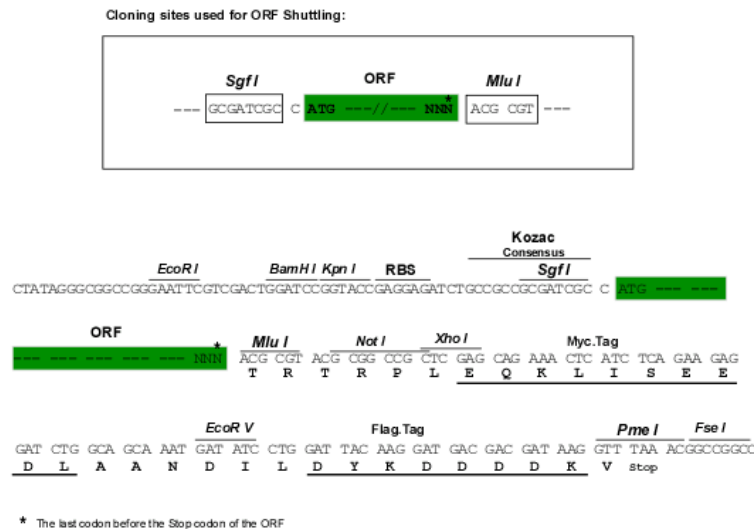 Cloning sites used for ORF Shuttling:
Sgf I ORF Mlu I
--- GCGATCGC C ATG ---//--- NNN* ACG CGT ---
Kozac
Consensus
EcoR I BamH I Kpn I RBS Sgf I
CTATAGGGCGGCCGGGAATTCGTCGACTGGATCCGGTACCGAGGAGATCTGCCGCCGCGATCGC C ATG --- ---
ORF
Mlu I Not I Xho I Myc.Tag
--- --- --- --- --- --- NNN* ACG CGT ACG CGG CCG CTC GAG CAG AAA CTC ATC TCA GAA GAG
T R T R P L E Q K L I S E E
EcoR V Flag.Tag Pme I Fse I
GAT CTG GCA GCA AAT GAT ATC CTG GAT TAC AAG GAT GAC GAC GAT AAG GTT TAA ACGGCCGGCC
D L A A N D I L D Y K D D D D K V Stop
* The last codon before the Stop codon of the ORF